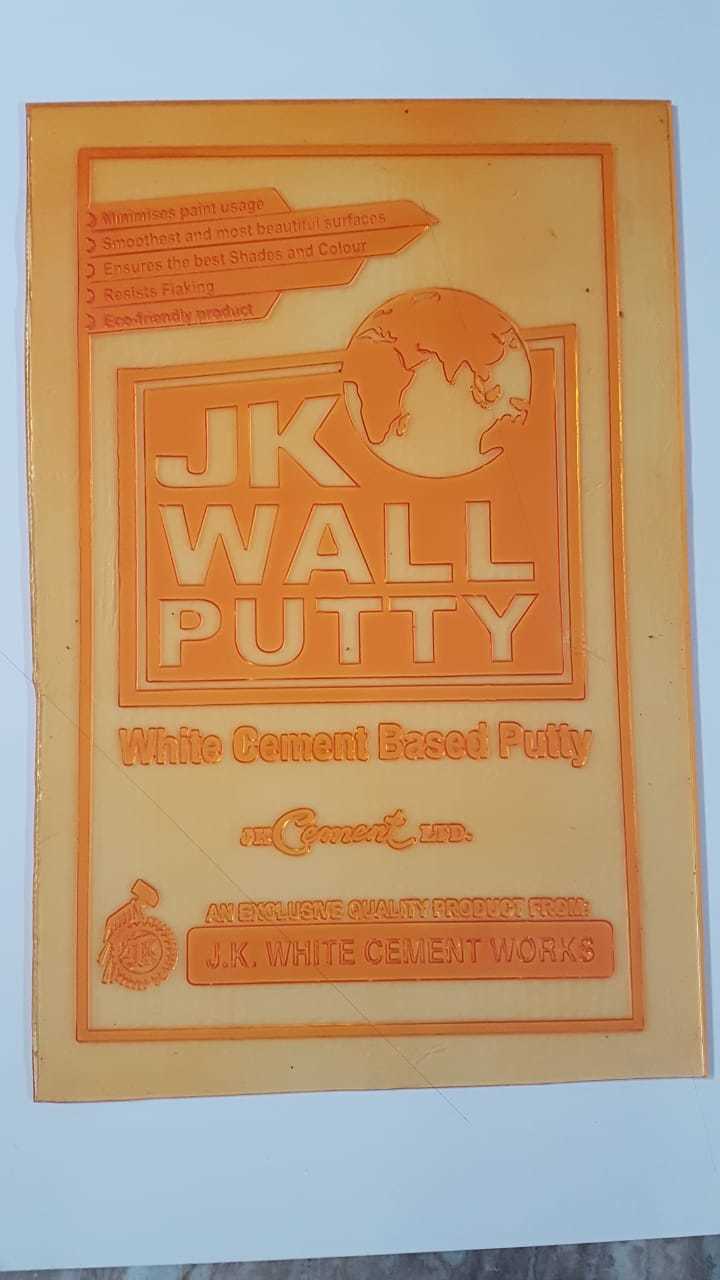 Minimises paint usage
Smoothest and most beautiful surfaces
Ensures the best Shades and Colour
Resists Flaking
Eco-friendly product
JK
WALL
PUTTY
White Cement Based Putty
JK Cement LTD.
AN EXCLUSIVE QUALITY PRODUCT FROM:
JK
J.K. WHITE CEMENT WORKS